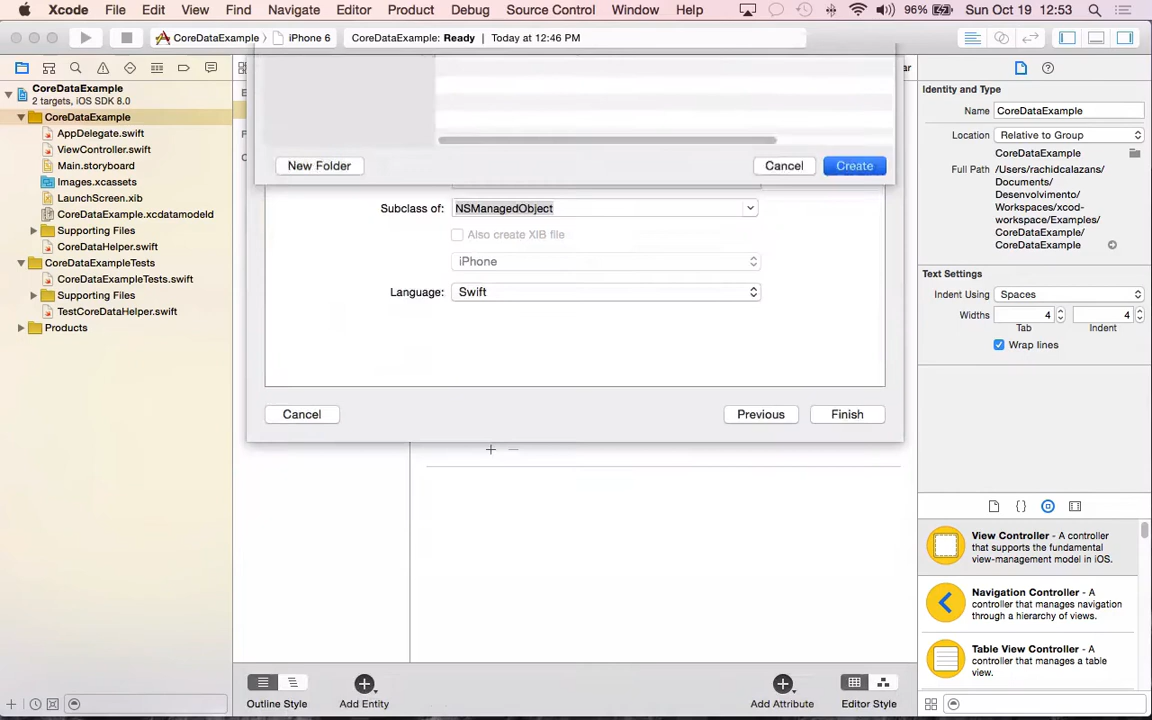 Xcode File Edit View Find Navigate Editor Product Debug Source Control Window Help 96% Sun Oct 19 12:53
CoreDataExample iPhone 6 CoreDataExample: Ready Today at 12:46 PM
CoreDataExample
2 targets, iOS SDK 8.0
CoreDataExample
AppDelegate.swift
ViewController.swift
Main.storyboard
Images.xcassets
LaunchScreen.xib
CoreDataExample.xcdatamodeld
Supporting Files
CoreDataHelper.swift
CoreDataExampleTests
CoreDataExampleTests.swift
Supporting Files
TestCoreDataHelper.swift
Products
New Folder Cancel Create
Subclass of: NSManagedObject
Also create XIB file
iPhone
Language: Swift
Cancel Previous Finish
Outline Style Add Entity Add Attribute Editor Style
Identity and Type
Name CoreDataExample
Location Relative to Group
CoreDataExample
Full Path /Users/rachidcalazans/
Documents/
Desenvolvimento/
Workspaces/xcod-
workspace/Examples/
CoreDataExample/
CoreDataExample
Text Settings
Indent Using Spaces
Widths 4 4
Tab Indent
Wrap lines
View Controller - A controller
that supports the fundamental
view-management model in iOS.
Navigation Controller - A
controller that manages navigation
through a hierarchy of views.
Table View Controller - A
controller that manages a table
view.